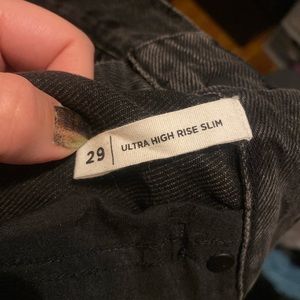 29 | ULTRA HIGH RISE SLIM